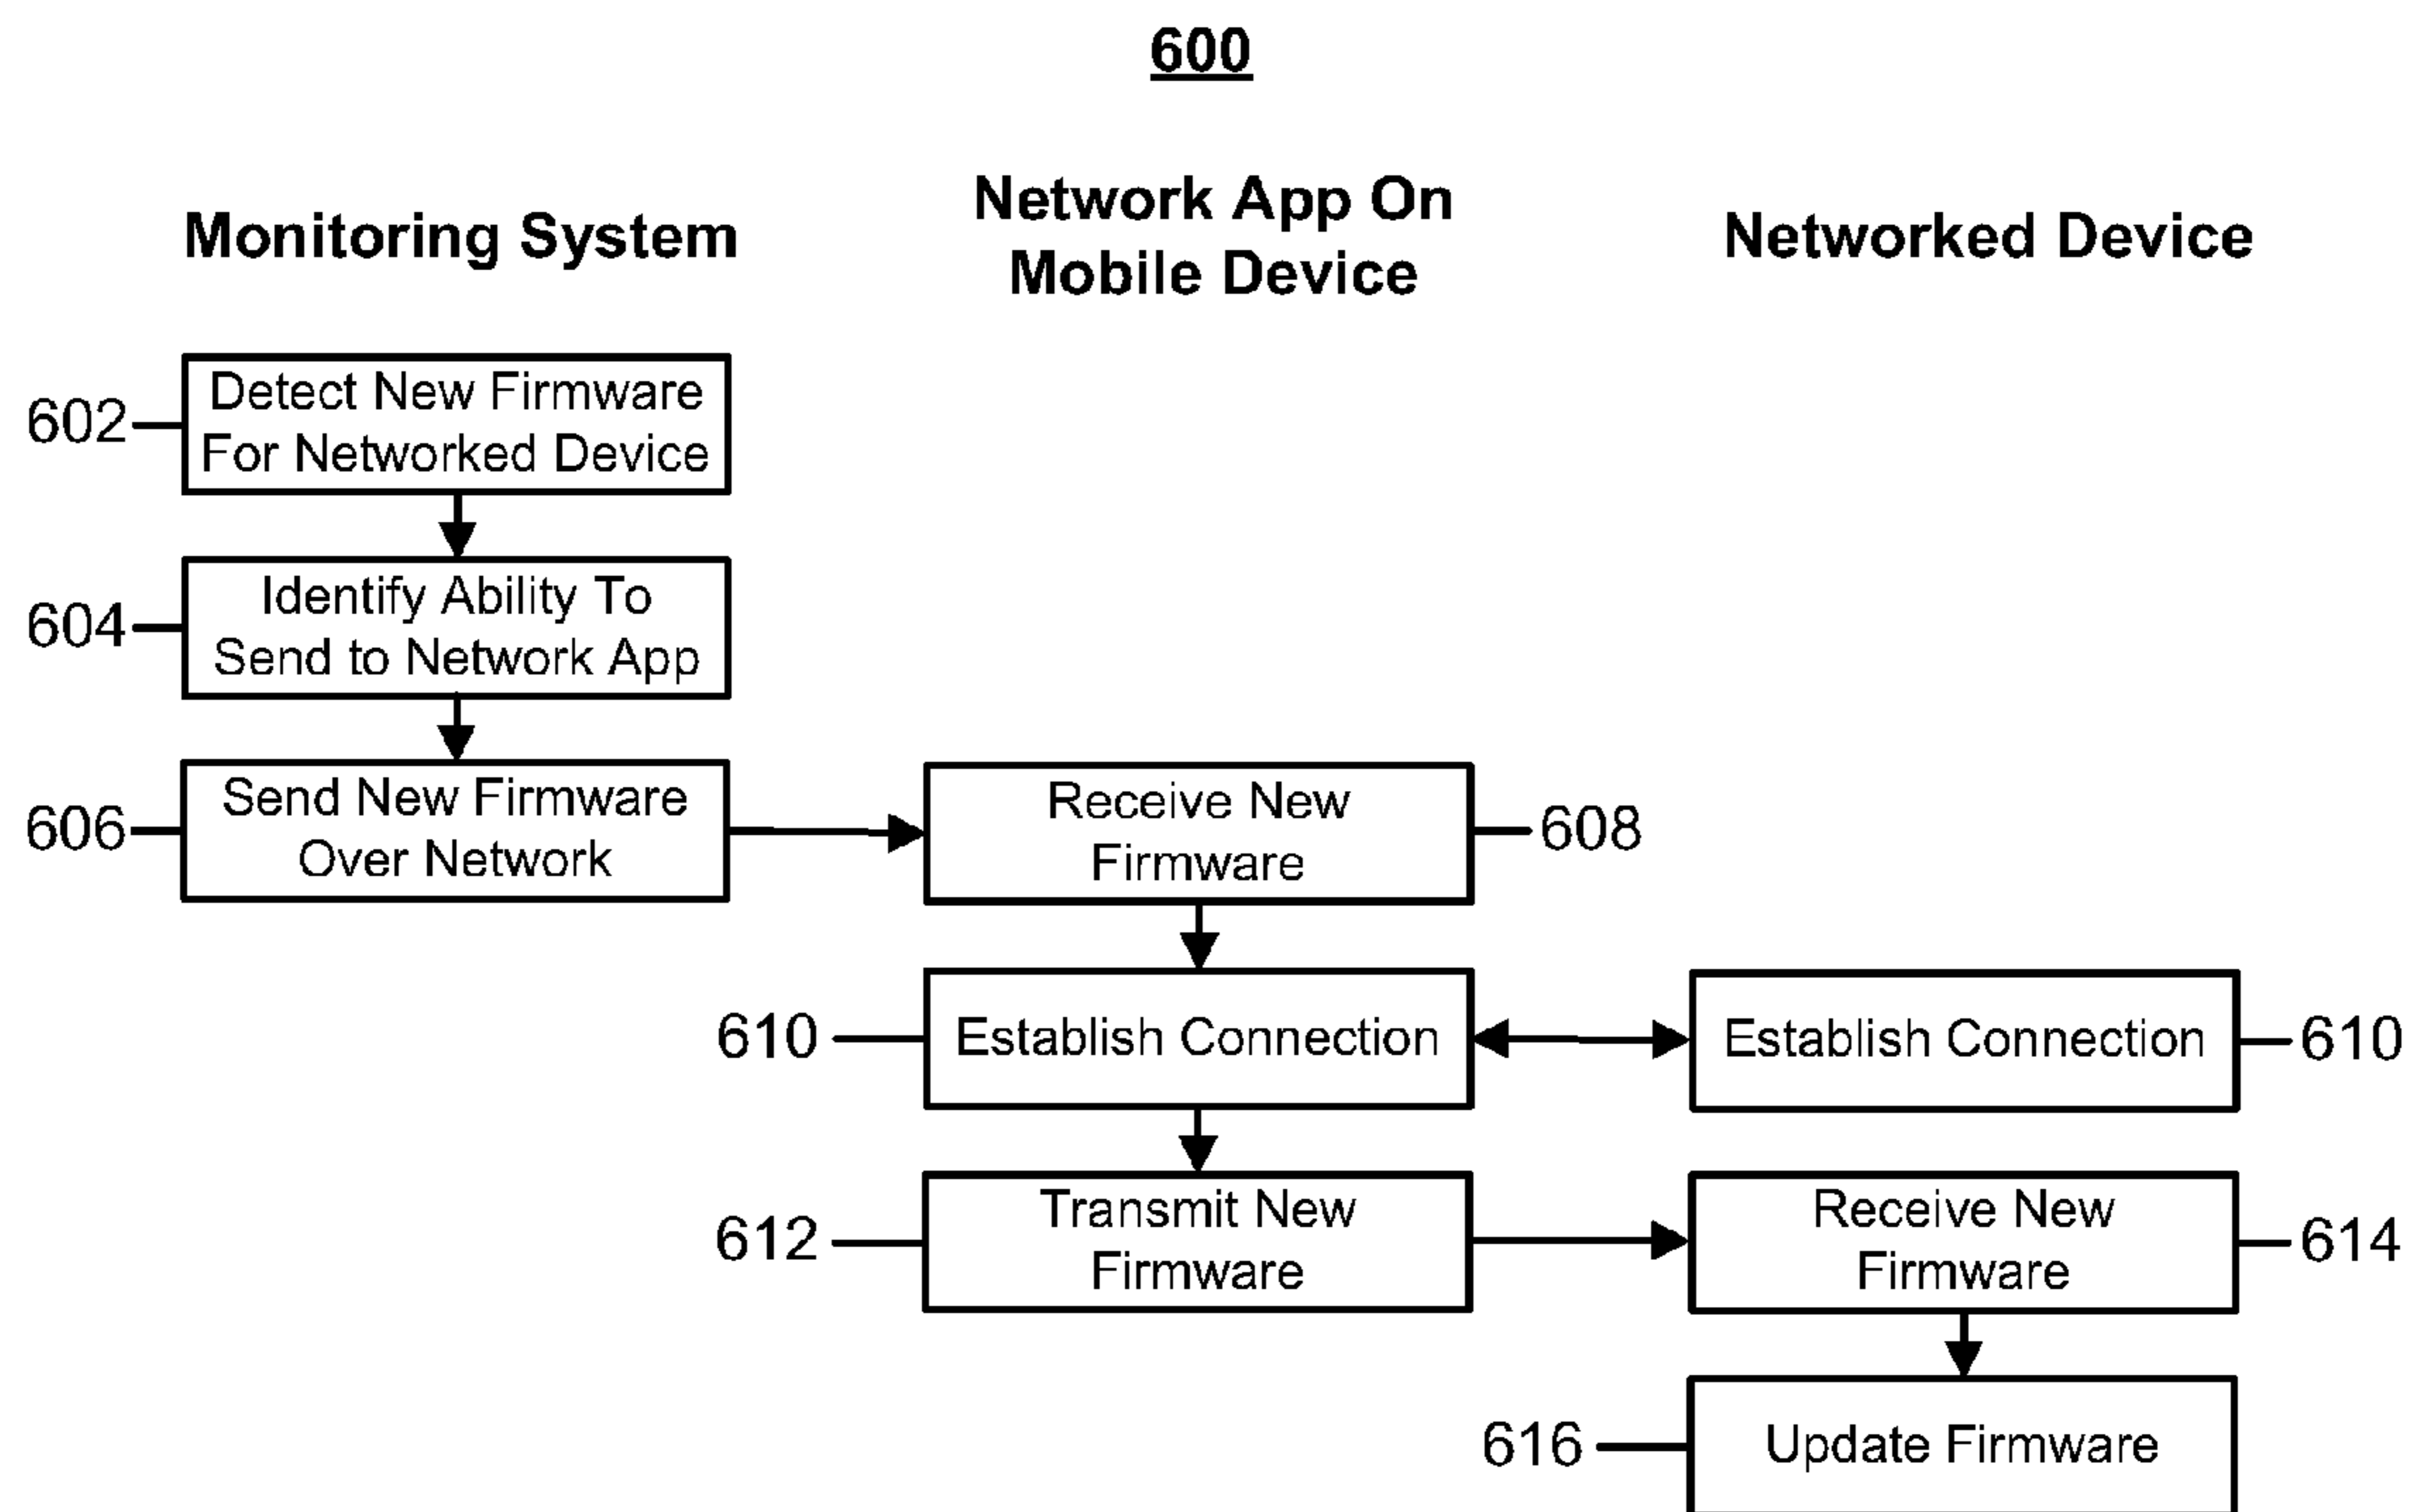 600
Monitoring System
Network App On
Mobile Device
Networked Device
602
Detect New Firmware
For Networked Device
604
Identify Ability To
Send to Network App
606
Send New Firmware
Over Network
Receive New
Firmware
608
610
Establish Connection
Establish Connection
610
612
Transmit New
Firmware
Receive New
Firmware
614
616
Update Firmware